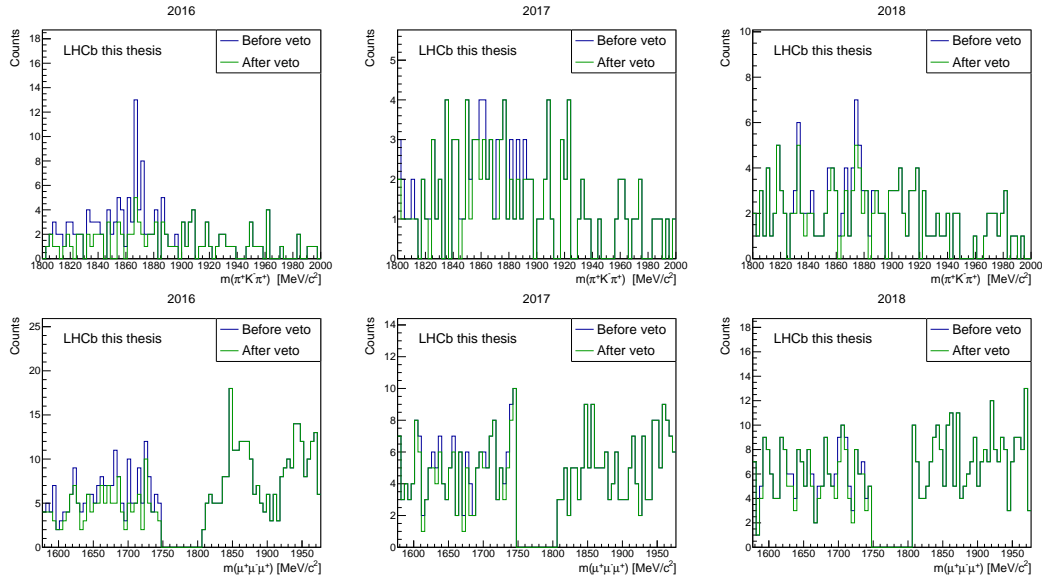 2016
Counts
18
16
14
12
10
8
6
4
2
0
LHCb this thesis
Before veto
After veto
1800 1820 1840 1860 1880 1900 1920 1940 1960 1980 2000
m(π⁺K⁻π⁺) [MeV/c²]
2017
Counts
5
4
3
2
1
0
LHCb this thesis
Before veto
After veto
1800 1820 1840 1860 1880 1900 1920 1940 1960 1980 2000
m(π⁺K⁻π⁺) [MeV/c²]
2018
Counts
10
8
6
4
2
0
LHCb this thesis
Before veto
After veto
1800 1820 1840 1860 1880 1900 1920 1940 1960 1980 2000
m(π⁺K⁻π⁺) [MeV/c²]
2016
Counts
25
20
15
10
5
0
LHCb this thesis
Before veto
After veto
1600 1650 1700 1750 1800 1850 1900 1950
m(μ⁺μ⁻μ⁺) [MeV/c²]
2017
Counts
14
12
10
8
6
4
2
0
LHCb this thesis
Before veto
After veto
1600 1650 1700 1750 1800 1850 1900 1950
m(μ⁺μ⁻μ⁺) [MeV/c²]
2018
Counts
18
16
14
12
10
8
6
4
2
0
LHCb this thesis
Before veto
After veto
1600 1650 1700 1750 1800 1850 1900 1950
m(μ⁺μ⁻μ⁺) [MeV/c²]